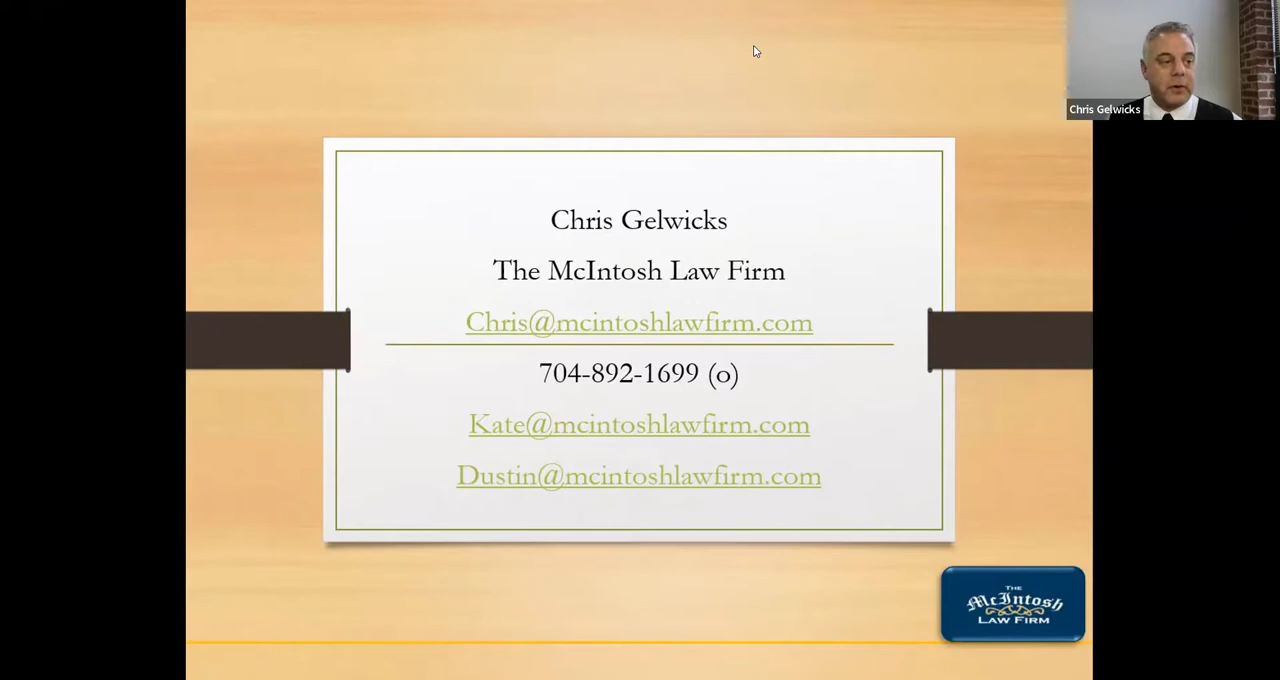 Chris Gelwicks
Chris Gelwicks
The McIntosh Law Firm
Chris@mcintoshlawfirm.com
704-892-1699 (o)
Kate@mcintoshlawfirm.com
Dustin@mcintoshlawfirm.com
THE
McIntosh
LAW FIRM